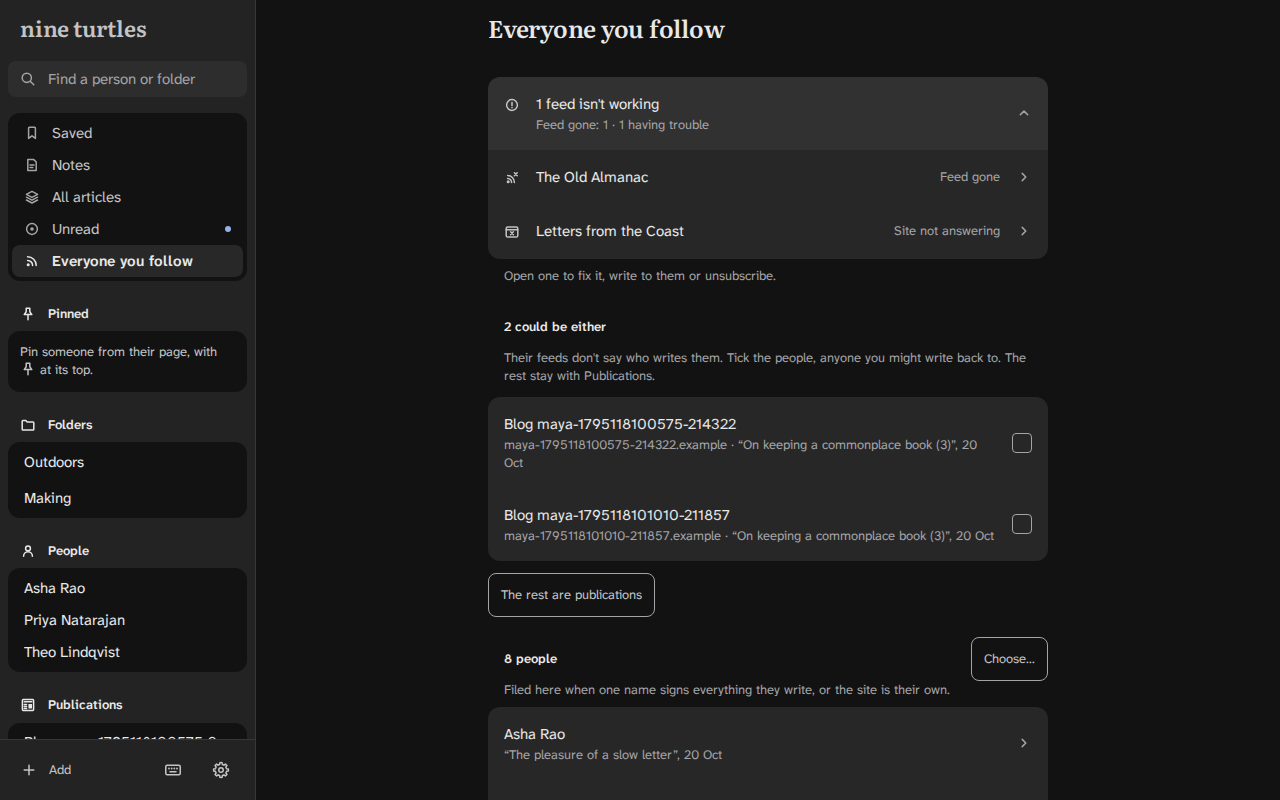 nine turtles
Find a person or folder
Saved
Notes
All articles
Unread
Everyone you follow
Pinned
Pin someone from their page, with
at its top.
Folders
Outdoors
Making
People
Asha Rao
Priya Natarajan
Theo Lindqvist
Publications
Add
Everyone you follow
1 feed isn't working
Feed gone: 1 · 1 having trouble
The Old Almanac
Feed gone
Letters from the Coast
Site not answering
Open one to fix it, write to them or unsubscribe.
2 could be either
Their feeds don't say who writes them. Tick the people, anyone you might write back to. The
rest stay with Publications.
Blog maya-1795118100575-214322
maya-1795118100575-214322.example · “On keeping a commonplace book (3)”, 20
Oct
Blog maya-1795118101010-211857
maya-1795118101010-211857.example · “On keeping a commonplace book (3)”, 20 Oct
The rest are publications
8 people
Choose...
Filed here when one name signs everything they write, or the site is their own.
Asha Rao
“The pleasure of a slow letter”, 20 Oct